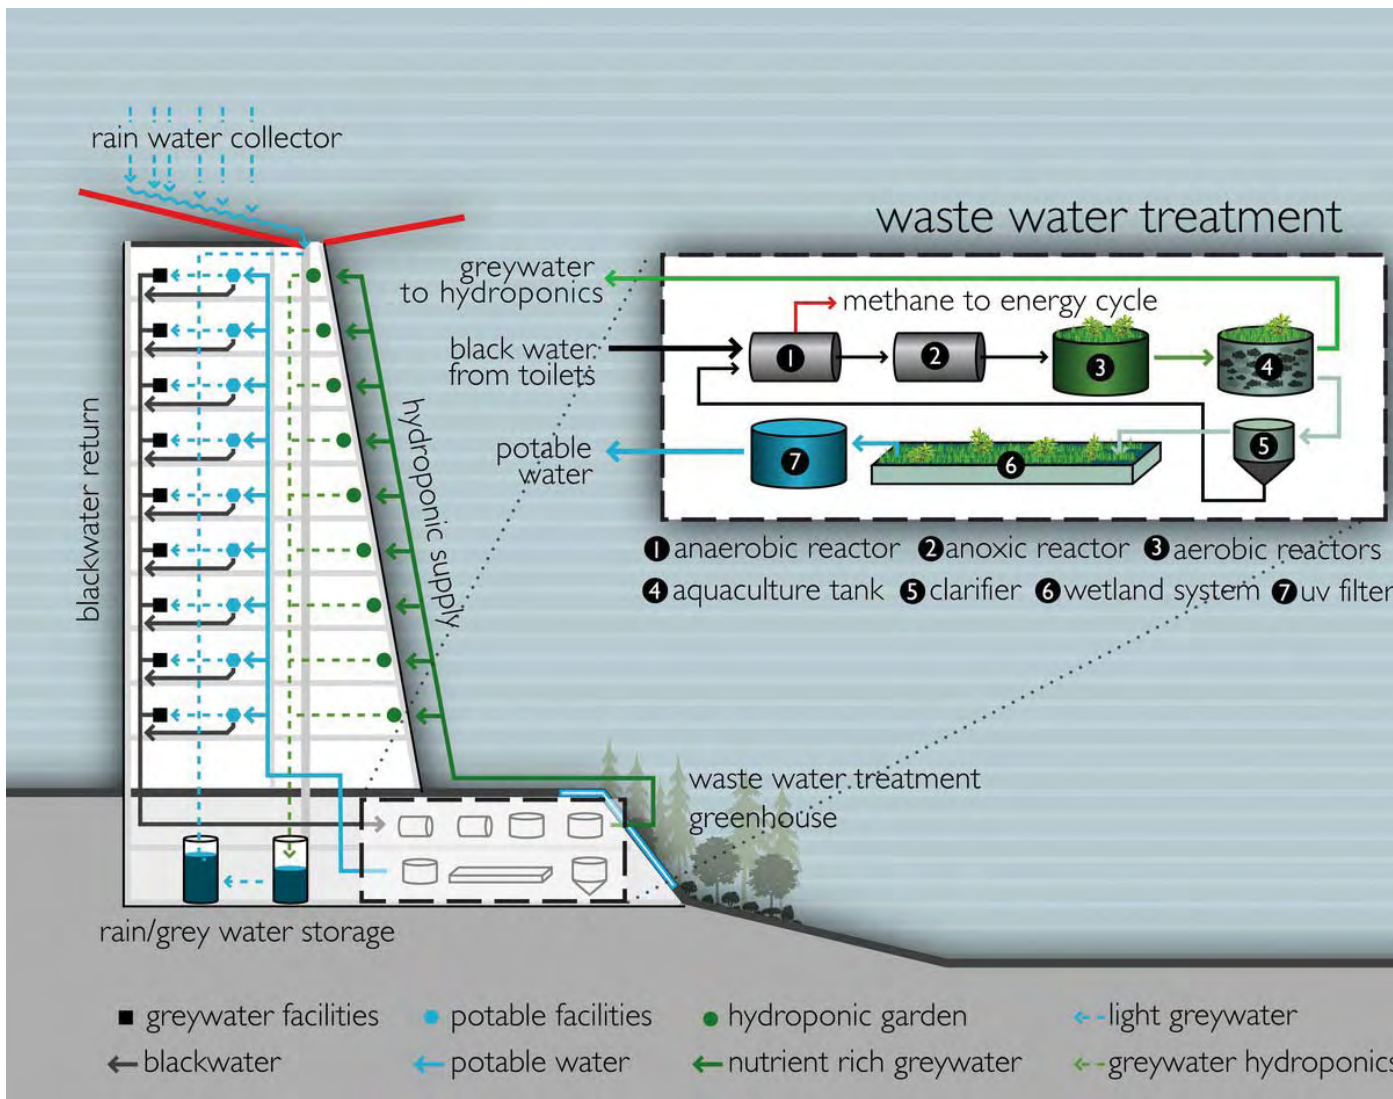 rain water collector
waste water treatment
greywater
to hydroponics
methane to energy cycle
black water
from toilets
1
2
3
4
potable
water
7
6
5
1 anaerobic reactor 2 anoxic reactor 3 aerobic reactors
4 aquaculture tank 5 clarifier 6 wetland system 7 uv filter
blackwater return
hydroponic supply
waste water treatment
greenhouse
rain/grey water storage
greywater facilities
potable facilities
hydroponic garden
light greywater
blackwater
potable water
nutrient rich greywater
greywater hydroponics